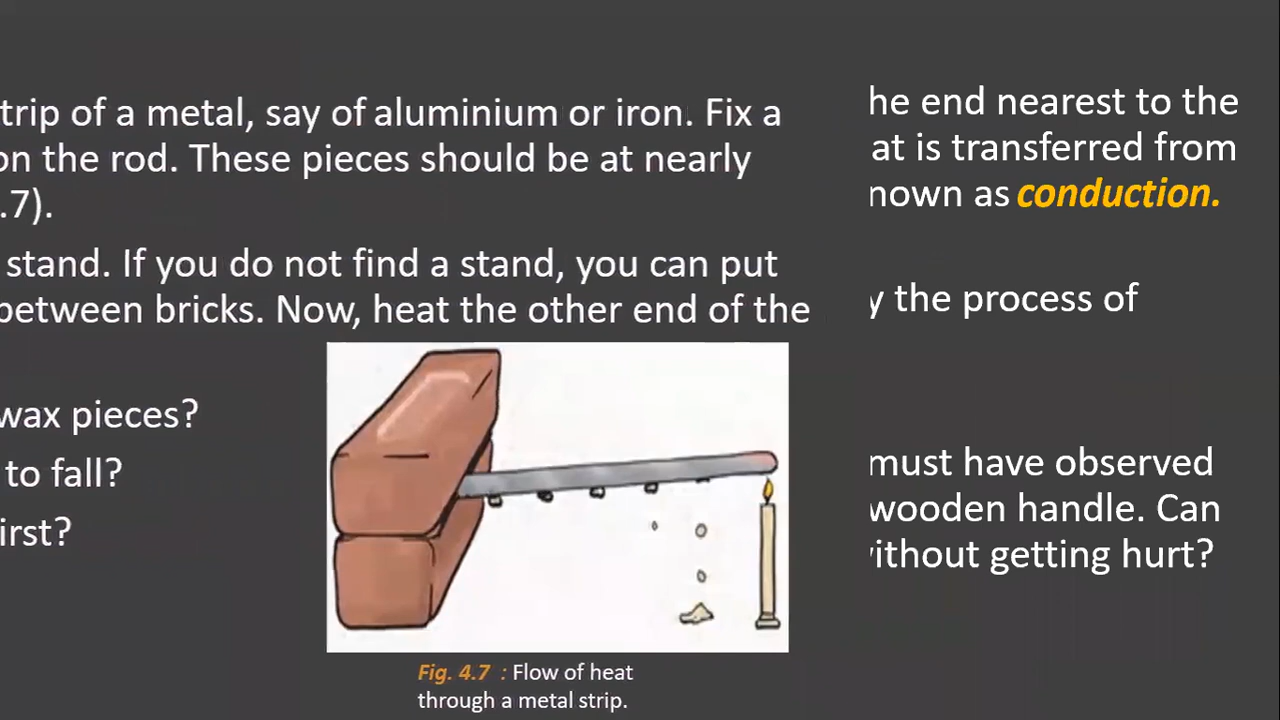 trip of a metal, say of aluminium or iron. Fix a
on the rod. These pieces should be at nearly
.7).
stand. If you do not find a stand, you can put
between bricks. Now, heat the other end of the
wax pieces?
to fall?
irst?
Fig. 4.7 : Flow of heat
through a metal strip.
he end nearest to the
at is transferred from
nown as conduction.
y the process of
must have observed
wooden handle. Can
ithout getting hurt?